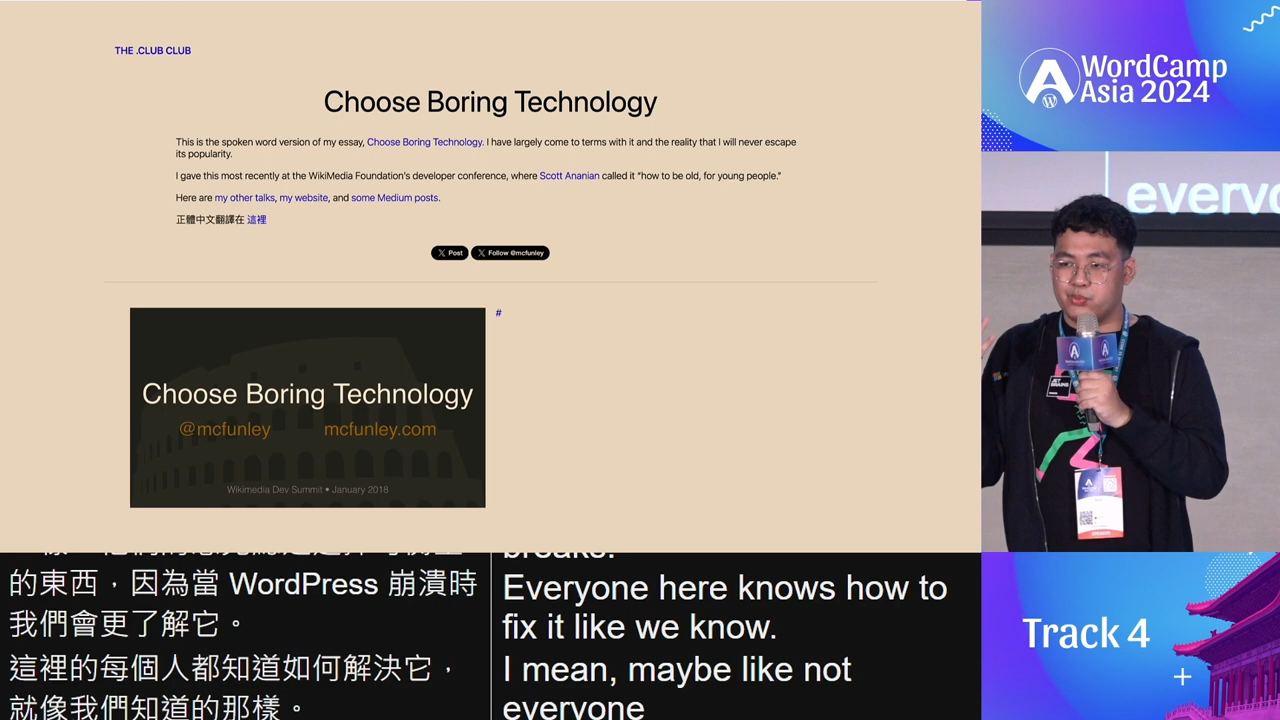 THE .CLUB CLUB
Choose Boring Technology
This is the spoken word version of my essay, Choose Boring Technology. I have largely come to terms with it and the reality that I will never escape
its popularity.
I gave this most recently at the WikiMedia Foundation's developer conference, where Scott Ananian called it “how to be old, for young people.”
Here are my other talks, my website, and some Medium posts.
正體中文翻譯在 這裡
X Post
X Follow @mcfunley
#
Choose Boring Technology
@mcfunley mcfunley.com
Wikimedia Dev Summit • January 2018
的東西，因為當 WordPress 崩潰時
我們會更了解它。
這裡的每個人都知道如何解決它，
就像我們知道的那樣。
breaks.
Everyone here knows how to
fix it like we know.
I mean, maybe like not
everyone
WordCamp
Asia 2024
everyo
JET
BRAINS
Track 4